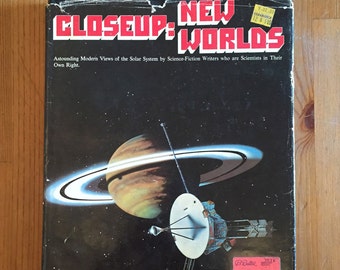 CLOSEUP: NEW
WORLDS
Astounding Modern Views of the Solar System by Science-Fiction Writers who are Scientists in Their
Own Right.